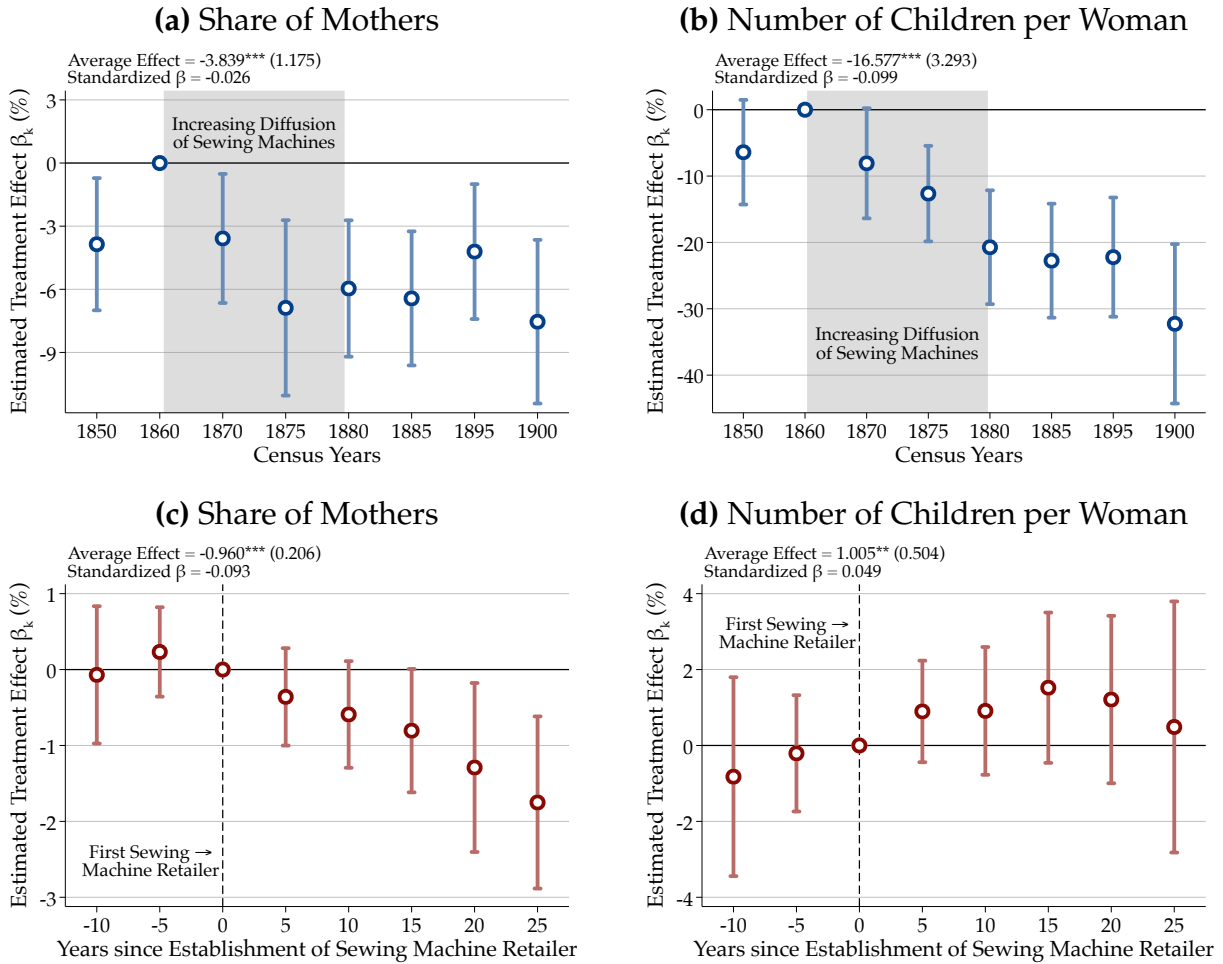 (a) Share of Mothers
Average Effect = -3.839*** (1.175)
Standardized β = -0.026
Estimated Treatment Effect βk (%)
3
0
-3
-6
-9
Increasing Diffusion
of Sewing Machines
1850 1860 1870 1875 1880 1885 1895 1900
Census Years
(b) Number of Children per Woman
Average Effect = -16.577*** (3.293)
Standardized β = -0.099
Estimated Treatment Effect βk (%)
0
-10
-20
-30
-40
Increasing Diffusion
of Sewing Machines
1850 1860 1870 1875 1880 1885 1895 1900
Census Years
(c) Share of Mothers
Average Effect = -0.960*** (0.206)
Standardized β = -0.093
Estimated Treatment Effect βk (%)
1
0
-1
-2
-3
First Sewing →
Machine Retailer
-10 -5 0 5 10 15 20 25
Years since Establishment of Sewing Machine Retailer
(d) Number of Children per Woman
Average Effect = 1.005** (0.504)
Standardized β = 0.049
Estimated Treatment Effect βk (%)
4
2
0
-2
-4
First Sewing →
Machine Retailer
-10 -5 0 5 10 15 20 25
Years since Establishment of Sewing Machine Retailer